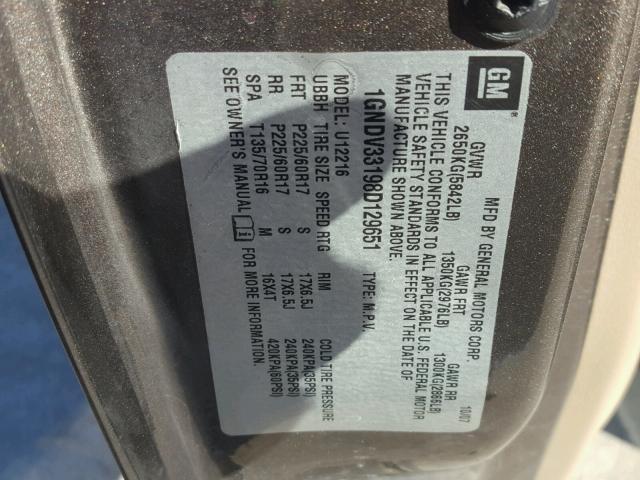 GM
MFD BY GENERAL MOTORS CORP. 10/07
GVWR GAWR FRT GAWR RR
2650KG(5842LB) 1350KG(2976LB) 1300KG(2866LB)
THIS VEHICLE CONFORMS TO ALL APPLICABLE U.S. FEDERAL MOTOR
VEHICLE SAFETY STANDARDS IN EFFECT ON THE DATE OF
MANUFACTURE SHOWN ABOVE.
1GNDV33198D129651 TYPE: M.P.V.
MODEL: U12216
UBBH TIRE SIZE SPEED RTG RIM COLD TIRE PRESSURE
FRT P225/60R17 S 17X6.5J 240KPA(35PSI)
RR P225/60R17 S 17X6.5J 240KPA(35PSI)
SPA T135/70R16 M 16X4T 420KPA(60PSI)
SEE OWNER'S MANUAL i FOR MORE INFORMATION.